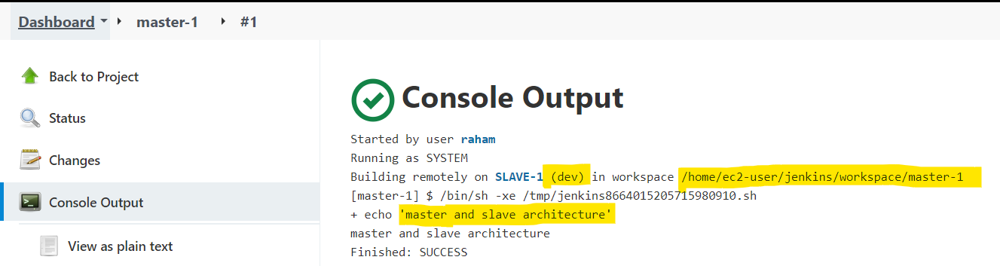 Dashboard master-1 #1
Back to Project
Status
Changes
Console Output
View as plain text
Console Output
Started by user raham
Running as SYSTEM
Building remotely on SLAVE-1 (dev) in workspace /home/ec2-user/jenkins/workspace/master-1
[master-1] $ /bin/sh -xe /tmp/jenkins8664015205715980910.sh
+ echo 'master and slave architecture'
master and slave architecture
Finished: SUCCESS